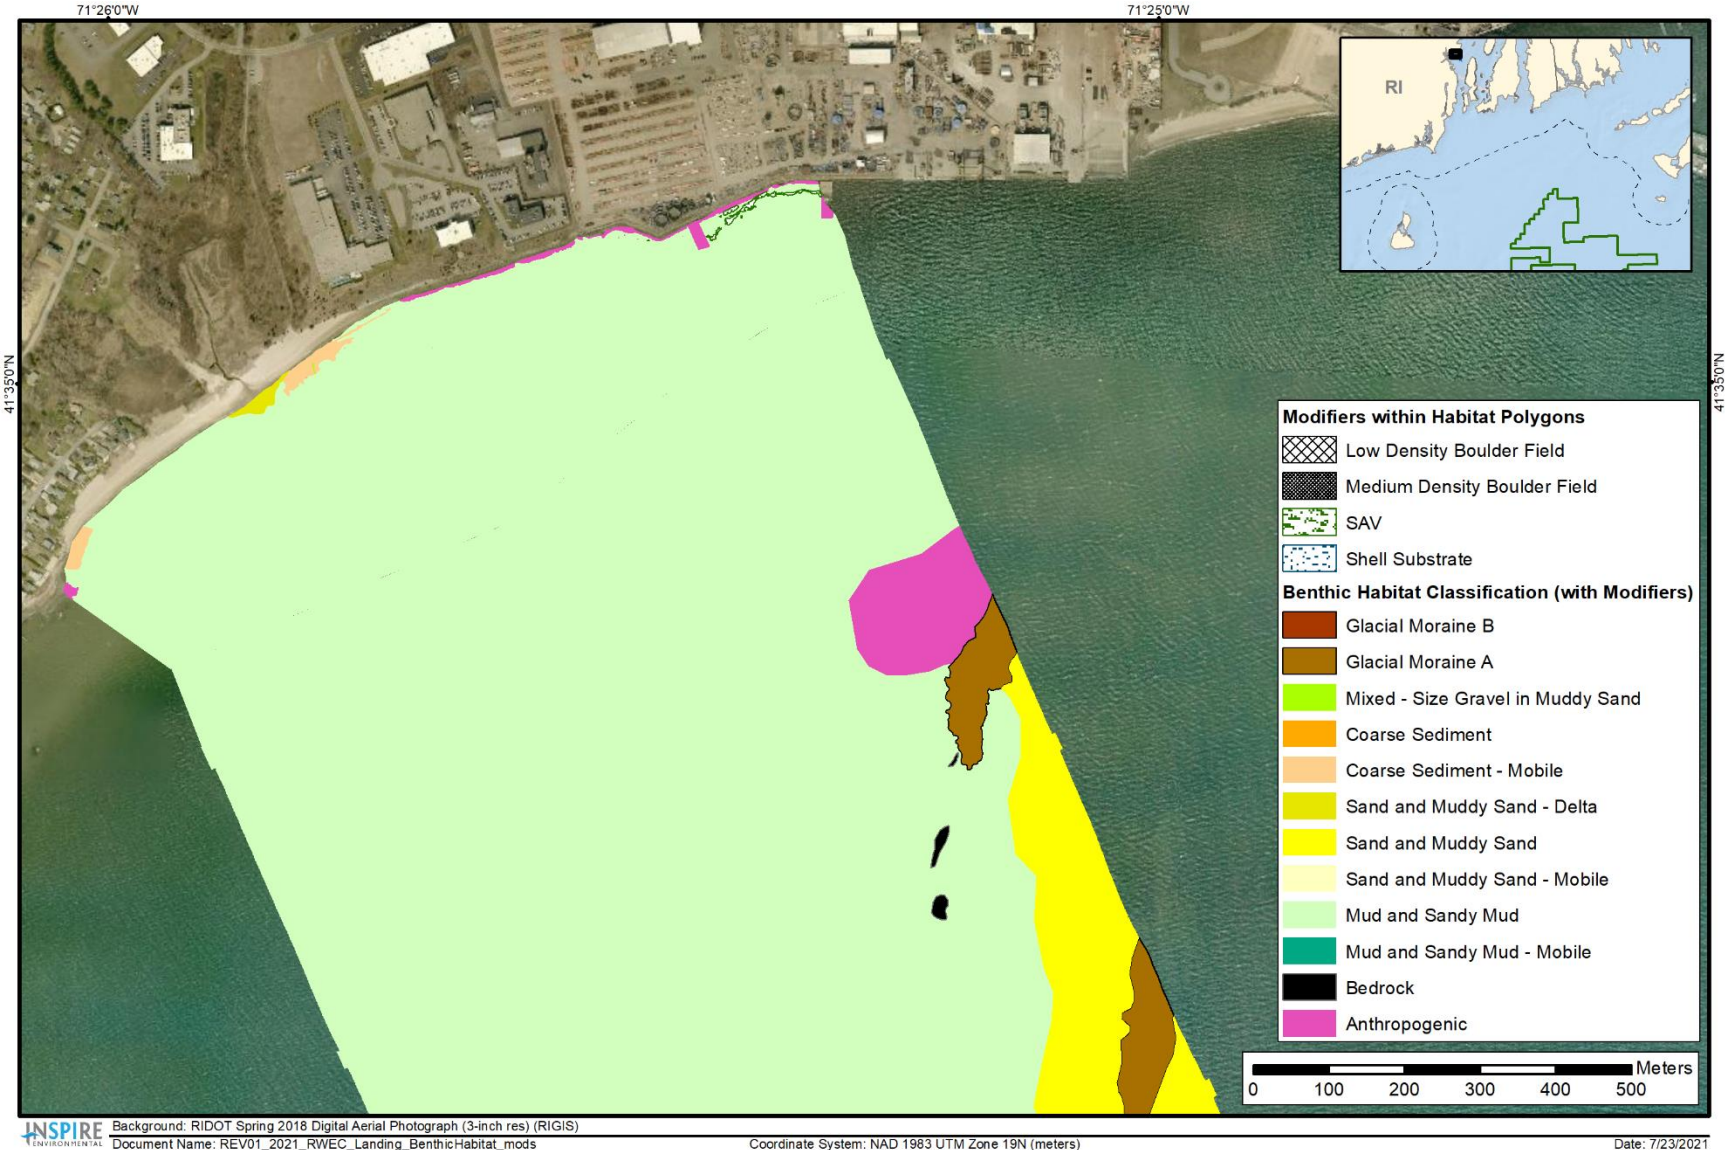 71°26'0"W
71°25'0"W
RI
41°35'0"N
41°35'0"N
Modifiers within Habitat Polygons
Low Density Boulder Field
Medium Density Boulder Field
SAV
Shell Substrate
Benthic Habitat Classification (with Modifiers)
Glacial Moraine B
Glacial Moraine A
Mixed - Size Gravel in Muddy Sand
Coarse Sediment
Coarse Sediment - Mobile
Sand and Muddy Sand - Delta
Sand and Muddy Sand
Sand and Muddy Sand - Mobile
Mud and Sandy Mud
Mud and Sandy Mud - Mobile
Bedrock
Anthropogenic
Meters
0 100 200 300 400 500
INSPIRE
ENVIRONMENTAL
Background: RIDOT Spring 2018 Digital Aerial Photograph (3-inch res) (RIGIS)
Document Name: REV01_2021_RWEC_Landing_BenthicHabitat_mods
Coordinate System: NAD 1983 UTM Zone 19N (meters)
Date: 7/23/2021